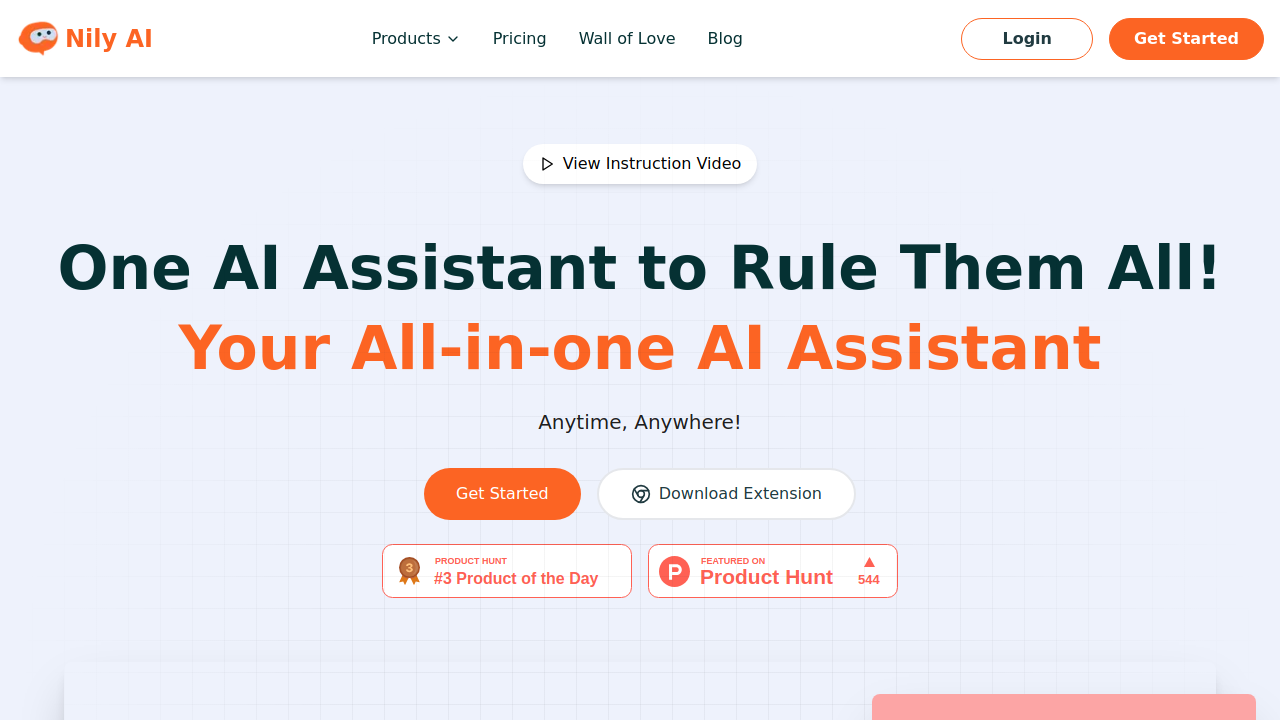 Nily AI
Products
Pricing
Wall of Love
Blog
Login
Get Started
View Instruction Video
One AI Assistant to Rule Them All!
Your All-in-one AI Assistant
Anytime, Anywhere!
Get Started
Download Extension
3
PRODUCT HUNT
#3 Product of the Day
P
FEATURED ON
Product Hunt
544